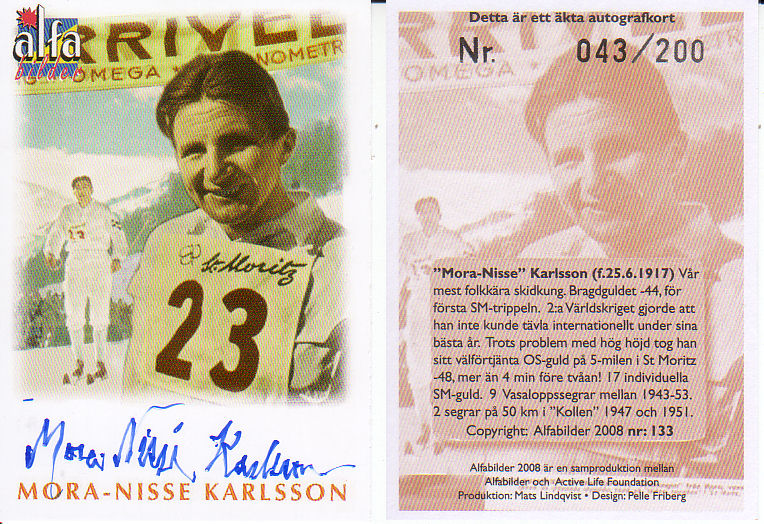 alfa
bilder
RRIVEE
OMEGA
NOMETR
St. Moritz
23
23
Mora-Nisse Karlsson
MORA-NISSE KARLSSON
Detta är ett äkta autografkort
Nr. 043/200
"Mora-Nisse" Karlsson (f.25.6.1917) Vår
mest folkkära skidkung. Bragdguldet -44, för
första SM-trippeln. 2:a Världskriget gjorde att
han inte kunde tävla internationellt under sina
bästa år. Trots problem med hög höjd tog han
sitt välförtjänta OS-guld på 5-milen i St Moritz
-48, mer än 4 min före tvåan! 17 individuella
SM-guld. 9 Vasaloppssegrar mellan 1943-53.
2 segrar på 50 km i "Kollen" 1947 och 1951.
Copyright: Alfabilder 2008 nr: 133
Alfabilder 2008 är en samproduktion mellan
Alfabilder och Active Life Foundation
Produktion: Mats Lindqvist • Design: Pelle Friberg